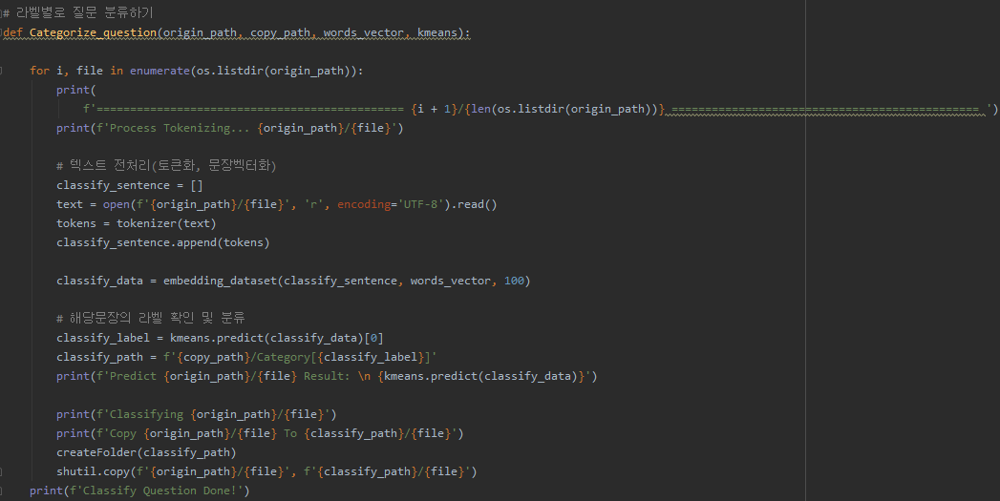 # 라벨별로 질문 분류하기
def Categorize_question(origin_path, copy_path, words_vector, kmeans):
    for i, file in enumerate(os.listdir(origin_path)):
        print(
            f'============================================== {i + 1}/{len(os.listdir(origin_path))} ============================================== ')
        print(f'Process Tokenizing... {origin_path}/{file}')
        # 텍스트 전처리(토큰화, 문장벡터화)
        classify_sentence = []
        text = open(f'{origin_path}/{file}', 'r', encoding='UTF-8').read()
        tokens = tokenizer(text)
        classify_sentence.append(tokens)
        classify_data = embedding_dataset(classify_sentence, words_vector, 100)
        # 해당문장의 라벨 확인 및 분류
        classify_label = kmeans.predict(classify_data)[0]
        classify_path = f'{copy_path}/Category[{classify_label}]'
        print(f'Predict {origin_path}/{file} Result: \n {kmeans.predict(classify_data)}')
        print(f'Classifying {origin_path}/{file}')
        print(f'Copy {origin_path}/{file} To {classify_path}/{file}')
        createFolder(classify_path)
        shutil.copy(f'{origin_path}/{file}', f'{classify_path}/{file}')
    print(f'Classify Question Done!')